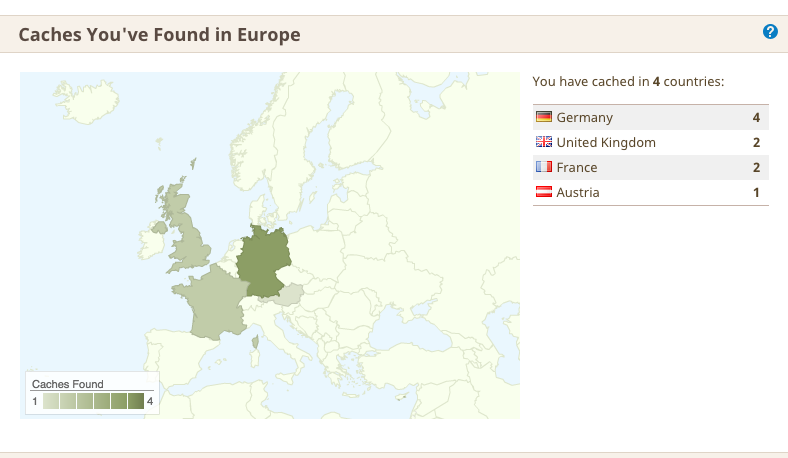 Caches You've Found in Europe
?
You have cached in 4 countries:
Germany 4
United Kingdom 2
France 2
Austria 1
Caches Found
1 4